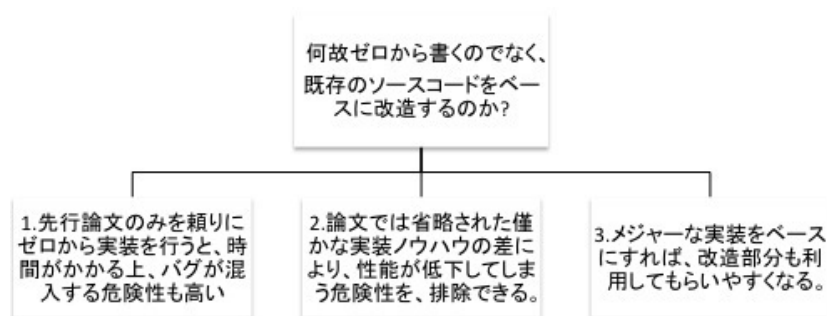 何故ゼロから書くのでなく、
既存のソースコードをベー
スに改造するのか?
1.先行論文のみを頼りに
ゼロから実装を行うと、時
間がかかる上、バグが混
入する危険性も高い
2.論文では省略された僅
かな実装ノウハウの差に
より、性能が低下してしま
う危険性を、排除できる。
3.メジャーな実装をベース
にすれば、改造部分も利
用してもらいやすくなる。